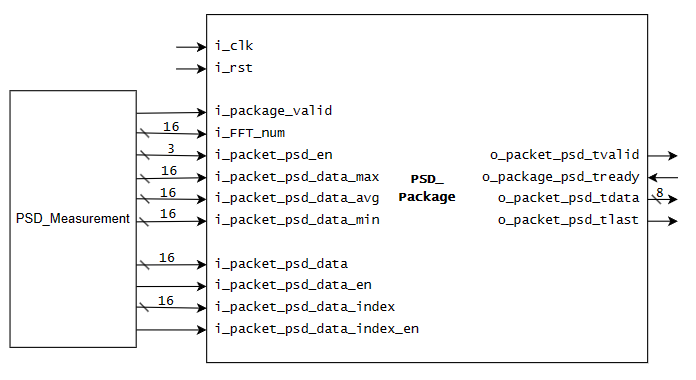 i_clk
i_rst
i_package_valid
16
i_FFT_num
3
i_packet_psd_en
16
i_packet_psd_data_max
16
i_packet_psd_data_avg
16
i_packet_psd_data_min
16
i_packet_psd_data
i_packet_psd_data_en
16
i_packet_psd_data_index
i_packet_psd_data_index_en
PSD_Measurement
PSD_
Package
o_packet_psd_tvalid
o_package_psd_tready
o_packet_psd_tdata
8
o_packet_psd_tlast